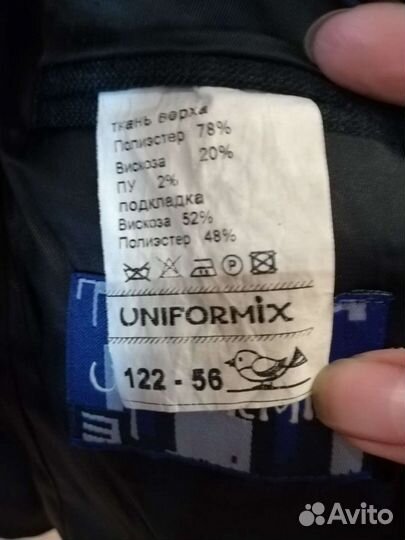 ткань верха
Полиэстер 78%
Вискоза 20%
ПУ 2%
подкладка
Вискоза 52%
Полиэстер 48%
P
UNIFORMIX
122 - 56
Avito